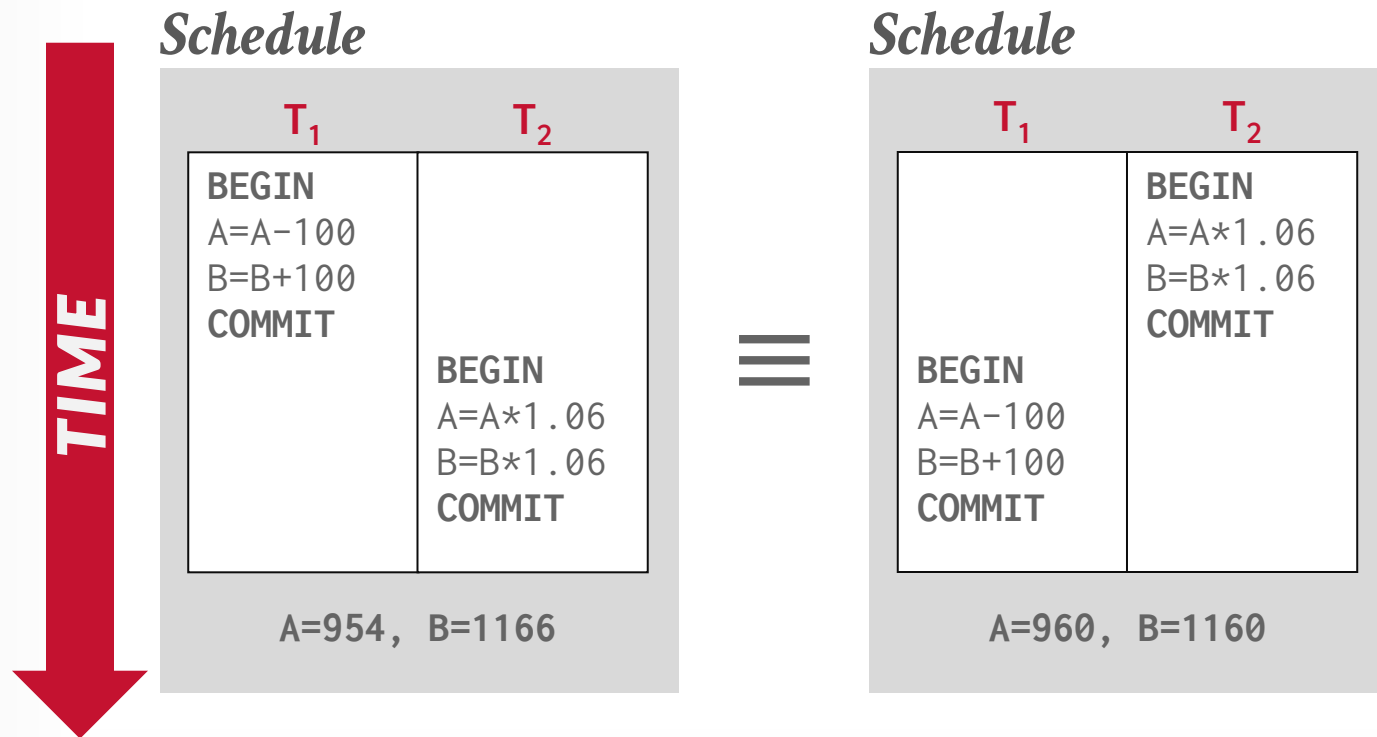 TIME
Schedule
T1 T2
BEGIN
A=A-100
B=B+100
COMMIT
BEGIN
A=A*1.06
B=B*1.06
COMMIT
A=954, B=1166
≡
Schedule
T1 T2
BEGIN
A=A*1.06
B=B*1.06
COMMIT
BEGIN
A=A-100
B=B+100
COMMIT
A=960, B=1160